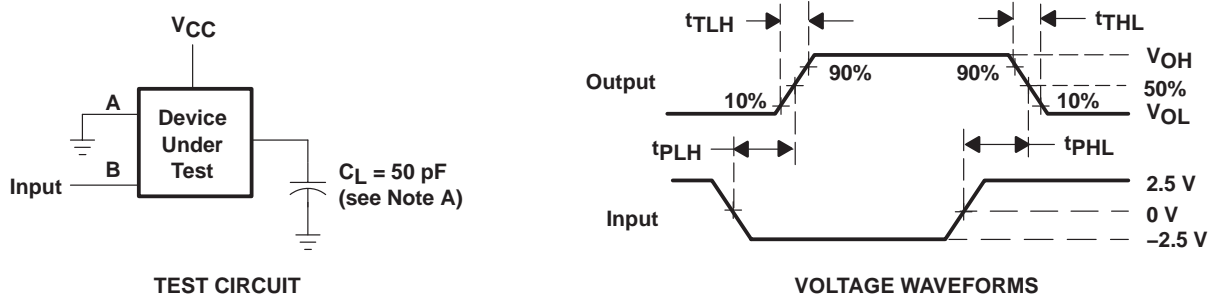 VCC
A
Device
Under
Test
B
Input
CL = 50 pF
(see Note A)
TEST CIRCUIT
tTLH
tTHL
Output
10%
90%
90%
10%
VOH
50%
VOL
tPLH
tPHL
Input
2.5 V
0 V
−2.5 V
VOLTAGE WAVEFORMS